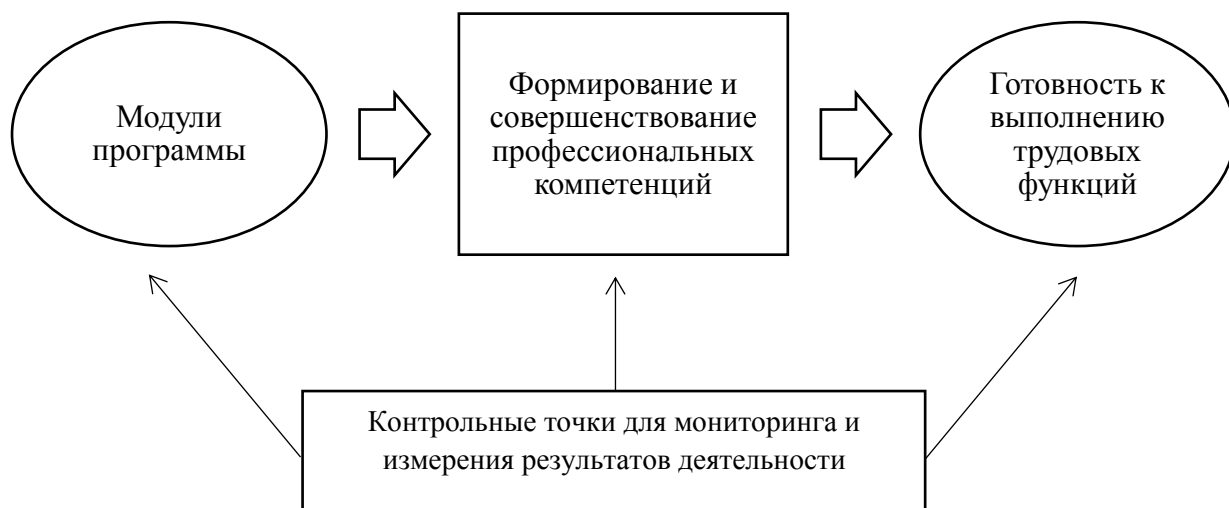 Модули
программы
Формирование и
совершенствование
профессиональных
компетенций
Готовность к
выполнению
трудовых
функций
Контрольные точки для мониторинга и
измерения результатов деятельности